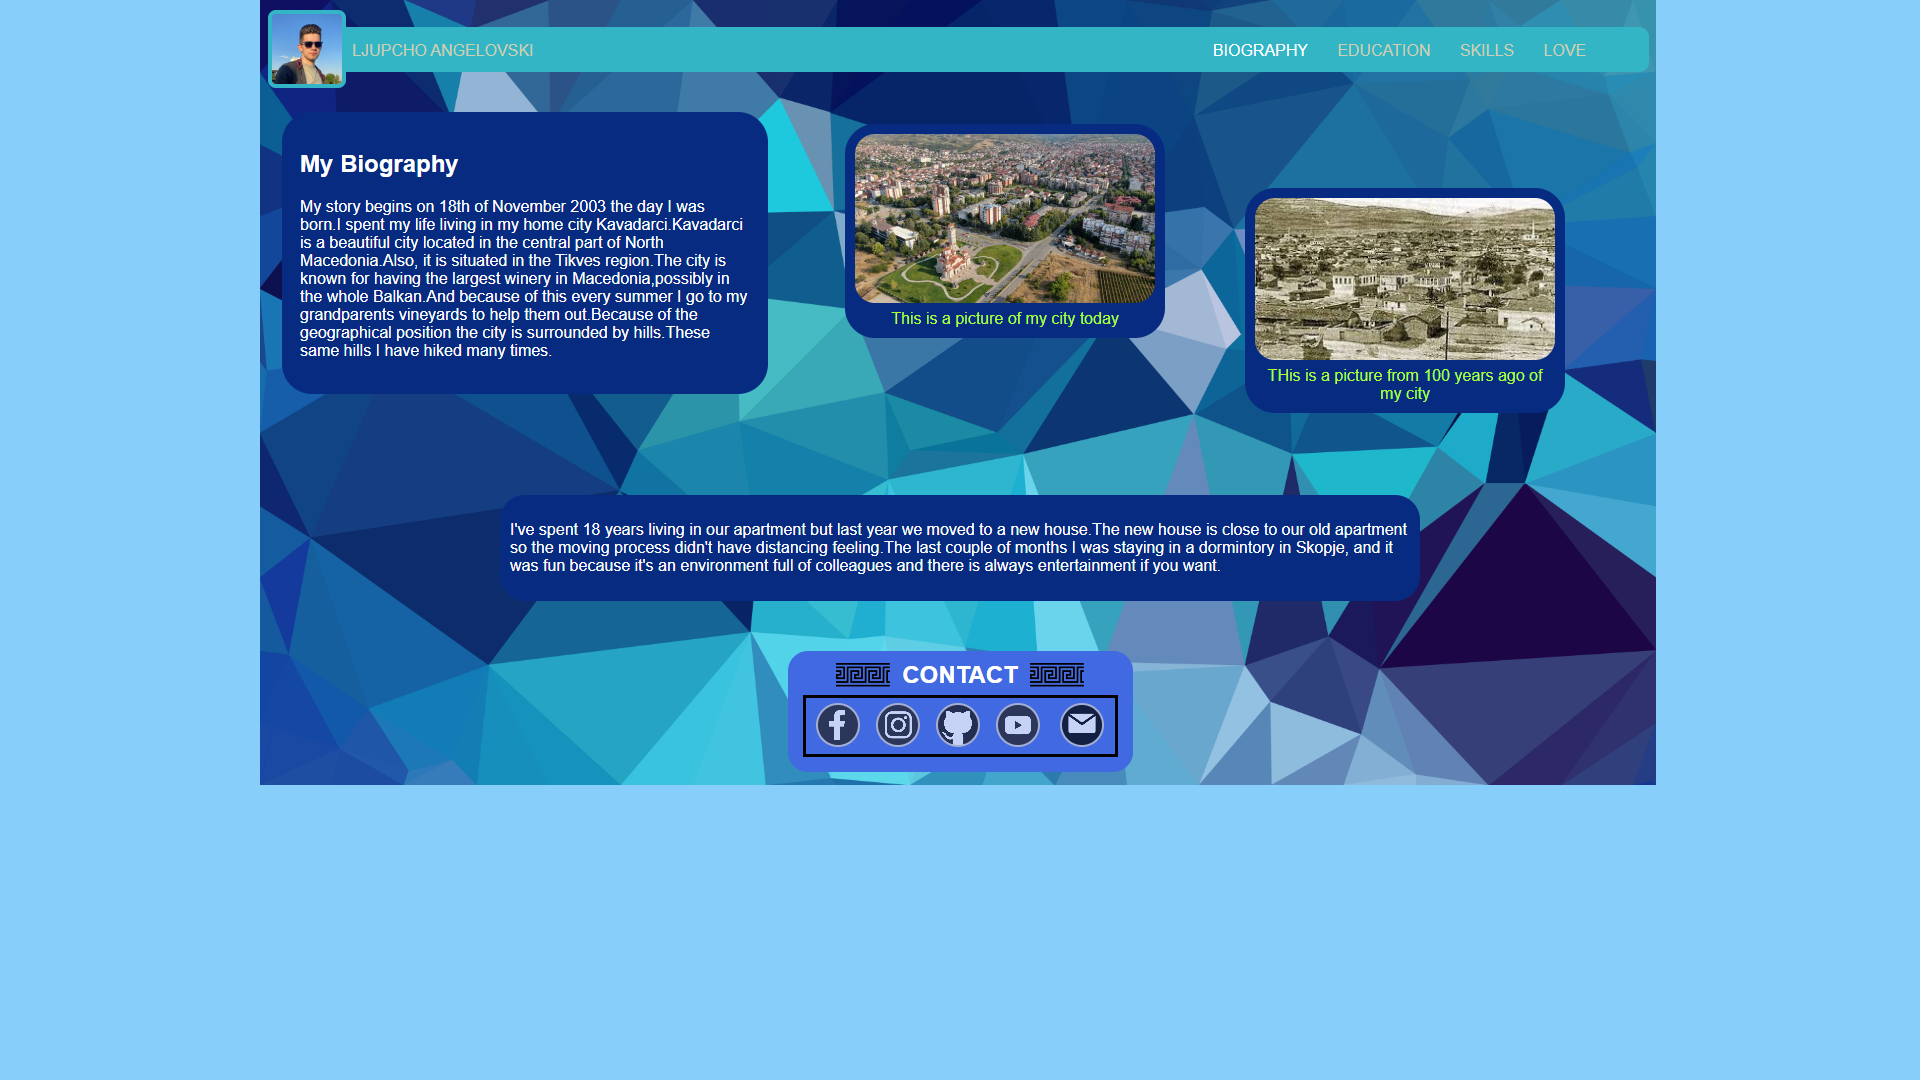 LJUPCHO ANGELOVSKI
BIOGRAPHY EDUCATION SKILLS LOVE
My Biography
My story begins on 18th of November 2003 the day I was
born.I spent my life living in my home city Kavadarci.Kavadarci
is a beautiful city located in the central part of North
Macedonia.Also, it is situated in the Tikves region.The city is
known for having the largest winery in Macedonia,possibly in
the whole Balkan.And because of this every summer I go to my
grandparents vineyards to help them out.Because of the
geographical position the city is surrounded by hills.These
same hills I have hiked many times.
This is a picture of my city today
THis is a picture from 100 years ago of
my city
I've spent 18 years living in our apartment but last year we moved to a new house.The new house is close to our old apartment
so the moving process didn't have distancing feeling.The last couple of months I was staying in a dormintory in Skopje, and it
was fun because it's an environment full of colleagues and there is always entertainment if you want.
CONTACT